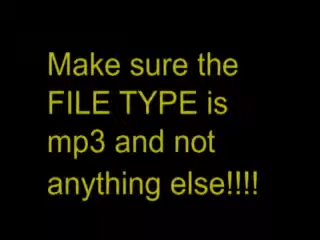 Make sure the
FILE TYPE is
mp3 and not
anything else!!!!